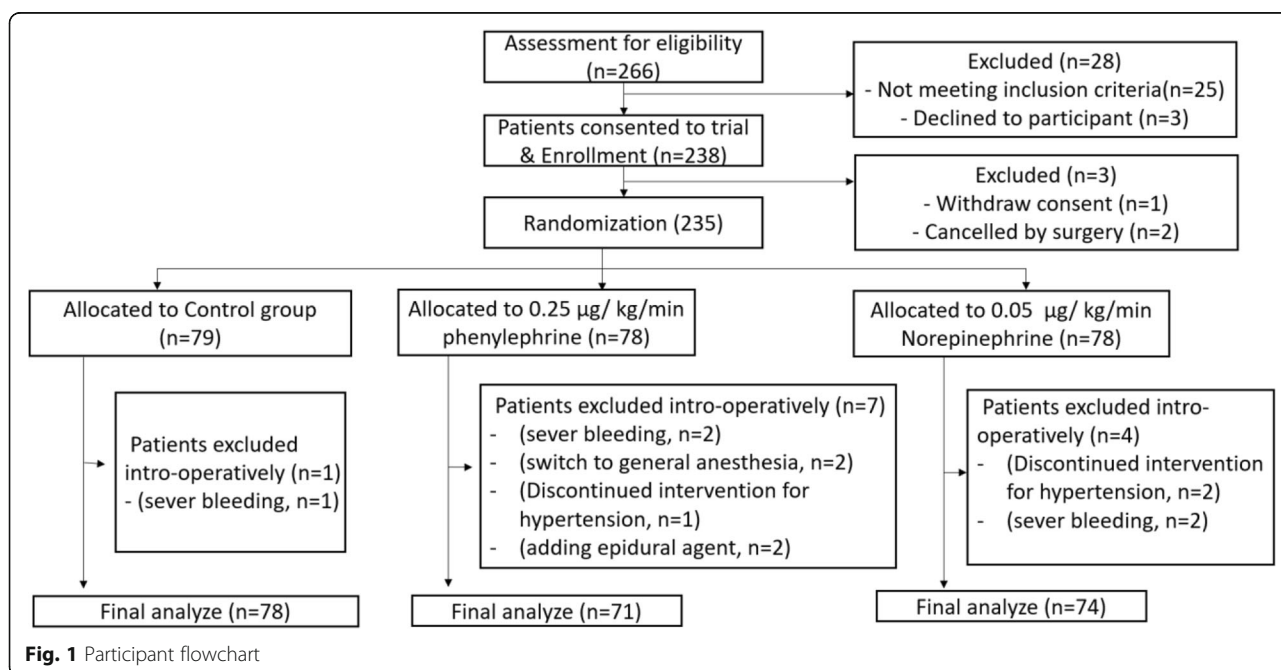 Assessment for eligibility
(n=266)
Excluded (n=28)
- Not meeting inclusion criteria(n=25)
- Declined to participant (n=3)
Patients consented to trial
& Enrollment (n=238)
Excluded (n=3)
- Withdraw consent (n=1)
- Cancelled by surgery (n=2)
Randomization (235)
Allocated to Control group
(n=79)
Allocated to 0.25 µg/ kg/min
phenylephrine (n=78)
Allocated to 0.05 µg/ kg/min
Norepinephrine (n=78)
Patients excluded
intro-operatively (n=1)
- (sever bleeding, n=1)
Patients excluded intro-operatively (n=7)
- (sever bleeding, n=2)
- (switch to general anesthesia, n=2)
- (Discontinued intervention for
hypertension, n=1)
- (adding epidural agent, n=2)
Patients excluded intro-
operatively (n=4)
- (Discontinued intervention
for hypertension, n=2)
- (sever bleeding, n=2)
Final analyze (n=78)
Final analyze (n=71)
Final analyze (n=74)
Fig. 1 Participant flowchart